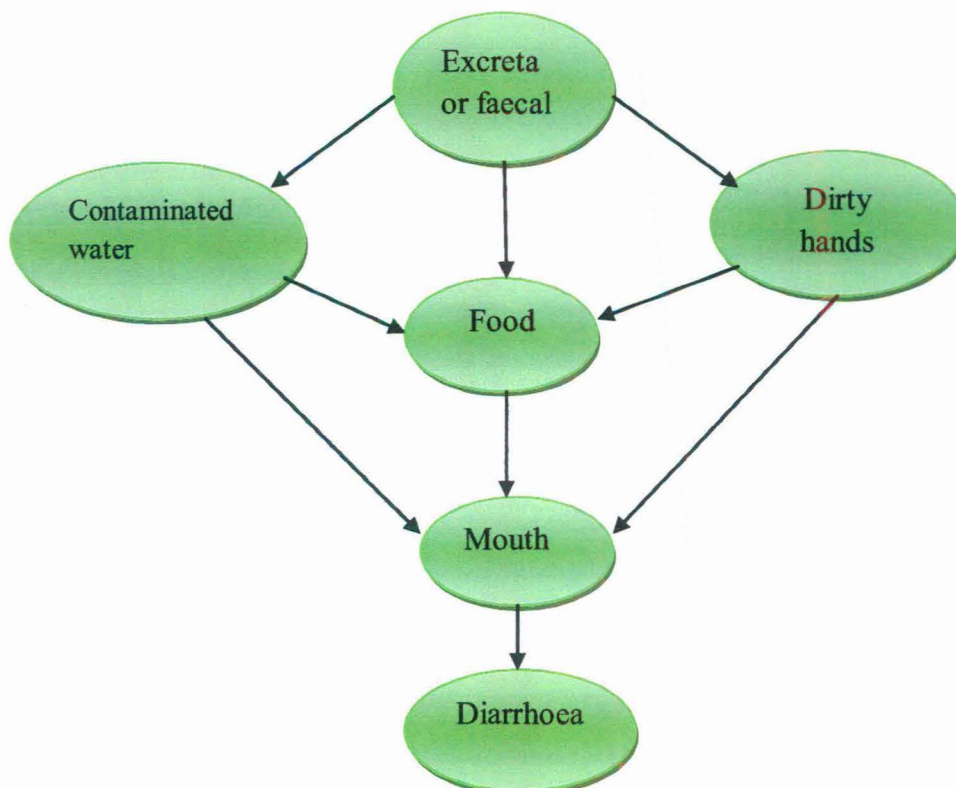 Excreta
or faecal
Contaminated
water
Dirty
hands
Food
Mouth
Diarrhoea